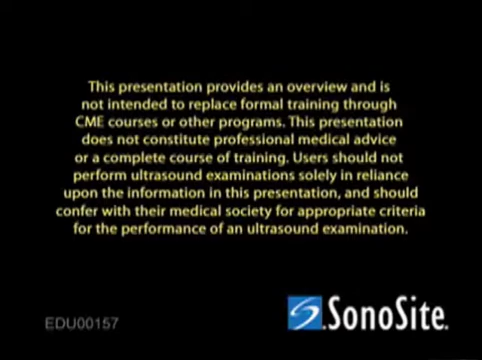 This presentation provides an overview and is
not intended to replace formal training through
CME courses or other programs. This presentation
does not constitute professional medical advice
or a complete course of training. Users should not
perform ultrasound examinations solely in reliance
upon the information in this presentation, and should
confer with their medical society for appropriate criteria
for the performance of an ultrasound examination.
EDU00157
SonoSite.